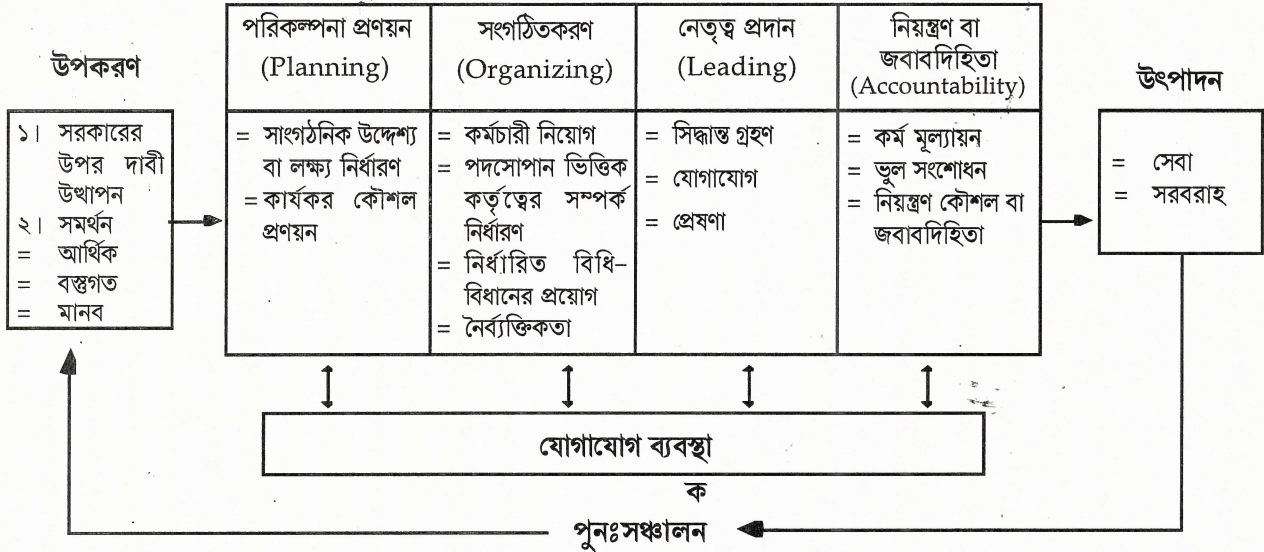 উপকরণ
১। সরকারের
উপর দাবী
উত্থাপন
২। সমর্থন
= আর্থিক
= বস্তুগত
= মানব
পরিকল্পনা প্রণয়ন
(Planning)
= সাংগঠনিক উদ্দেশ্য
বা লক্ষ্য নির্ধারণ
= কার্যকর কৌশল
প্রণয়ন
সংগঠিতকরণ
(Organizing)
= কর্মচারী নিয়োগ
= পদসোপান ভিত্তিক
কর্তৃত্বের সম্পর্ক
নির্ধারণ
= নির্ধারিত বিধি-
বিধানের প্রয়োগ
= নৈর্ব্যক্তিকতা
নেতৃত্ব প্রদান
(Leading)
= সিদ্ধান্ত গ্রহণ
= যোগাযোগ
= প্রেষণা
নিয়ন্ত্রণ বা
জবাবদিহিতা
(Accountability)
= কর্ম মূল্যায়ন
= ভুল সংশোধন
= নিয়ন্ত্রণ কৌশল বা
জবাবদিহিতা
উৎপাদন
= সেবা
= সরবরাহ
যোগাযোগ ব্যবস্থা
ক
পুনঃসঞ্চালন